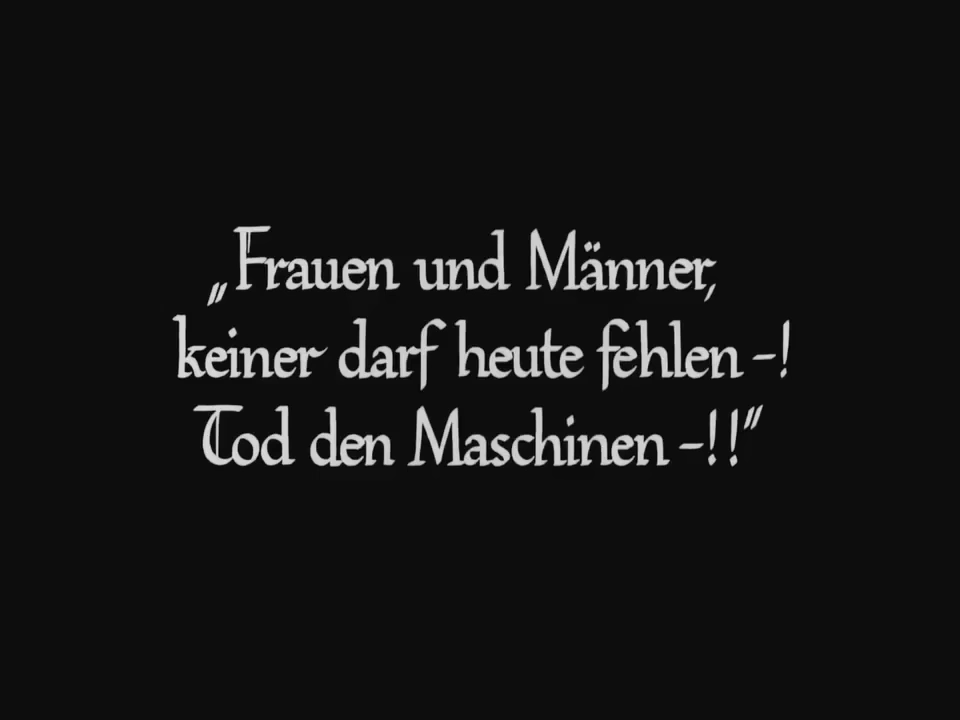 „Frauen und Männer,
keiner darf heute fehlen -!
Tod den Maschinen -!!"